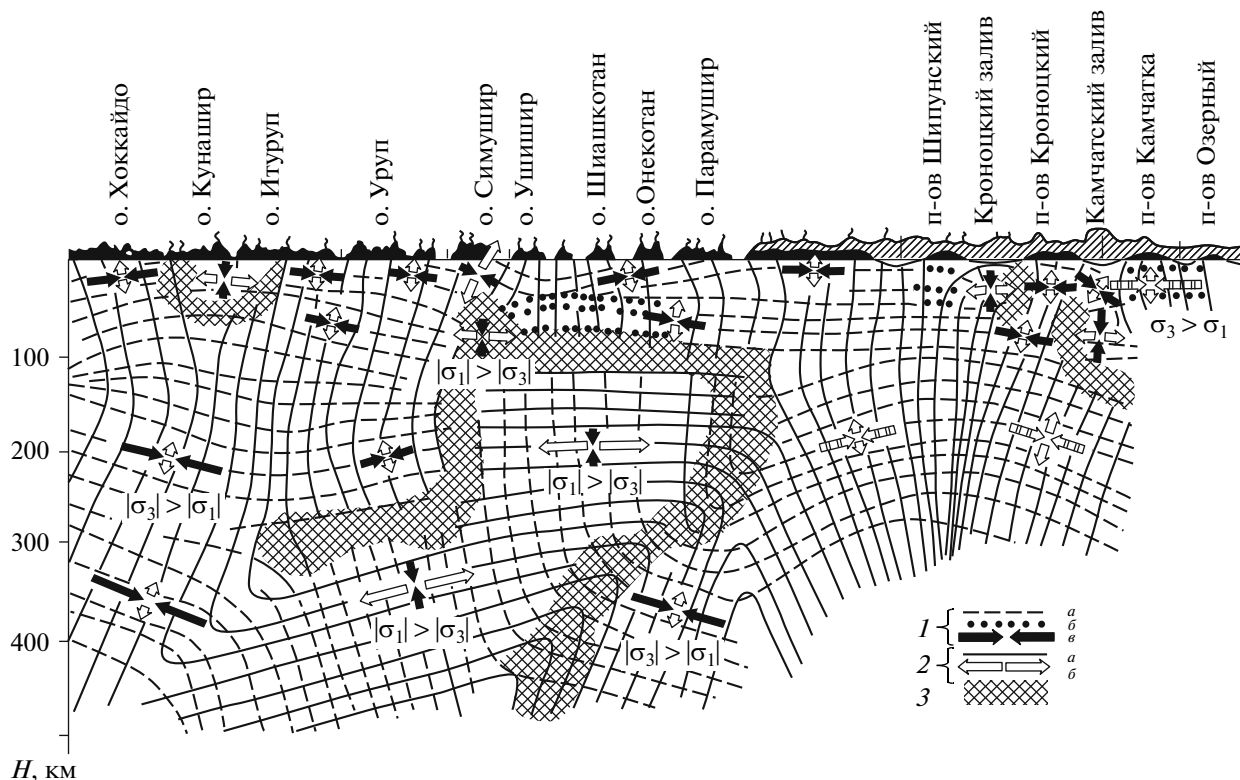 о. Хоккайдо
о. Кунашир
о. Итуруп
о. Уруп
о. Симушир
о. Ушишир
о. Шиашкотан
о.Онекотан
о. Парамушир
п-ов Шипунский
Кроноцкий залив
п-ов Кроноцкий
Камчатский залив
п-ов Камчатка
п-ов Озерный
σ₃ > σ₁
100
|σ₁| > |σ₃|
200
|σ₁| > |σ₃|
|σ₃| > |σ₁|
300
400
|σ₁| > |σ₃|
|σ₃| > |σ₁|
1
а
б
в
2
а
б
3
H, км